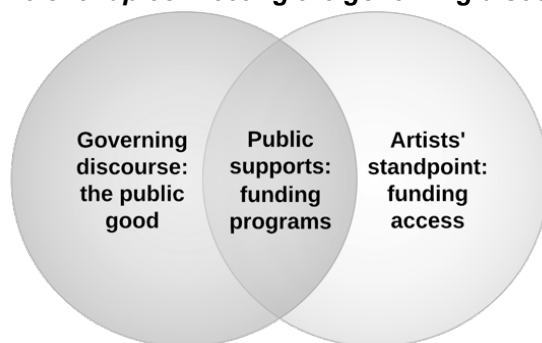 Governing
discourse:
the public
good
Public
supports:
funding
programs
Artists'
standpoint:
funding
access